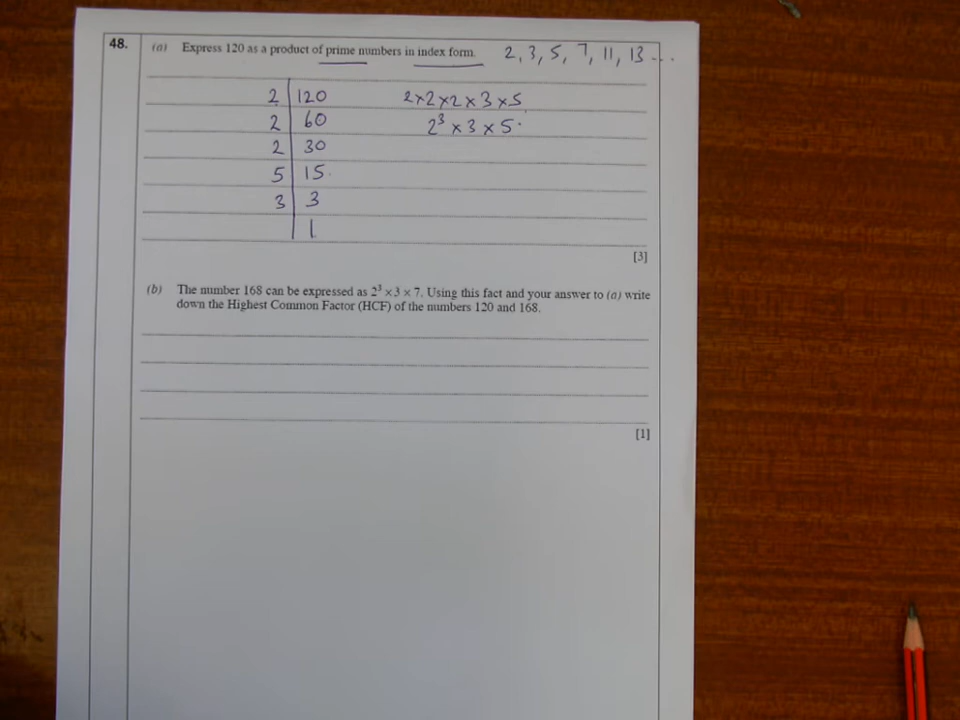 48. (a) Express 120 as a product of prime numbers in index form. 2, 3, 5, 7, 11, 13 ...
2 | 120 2×2×2×3×5
2 | 60 2³ × 3 × 5.
2 | 30
5 | 15
3 | 3
| 1
[3]
(b) The number 168 can be expressed as 2³ × 3 × 7. Using this fact and your answer to (a) write
down the Highest Common Factor (HCF) of the numbers 120 and 168.
[1]